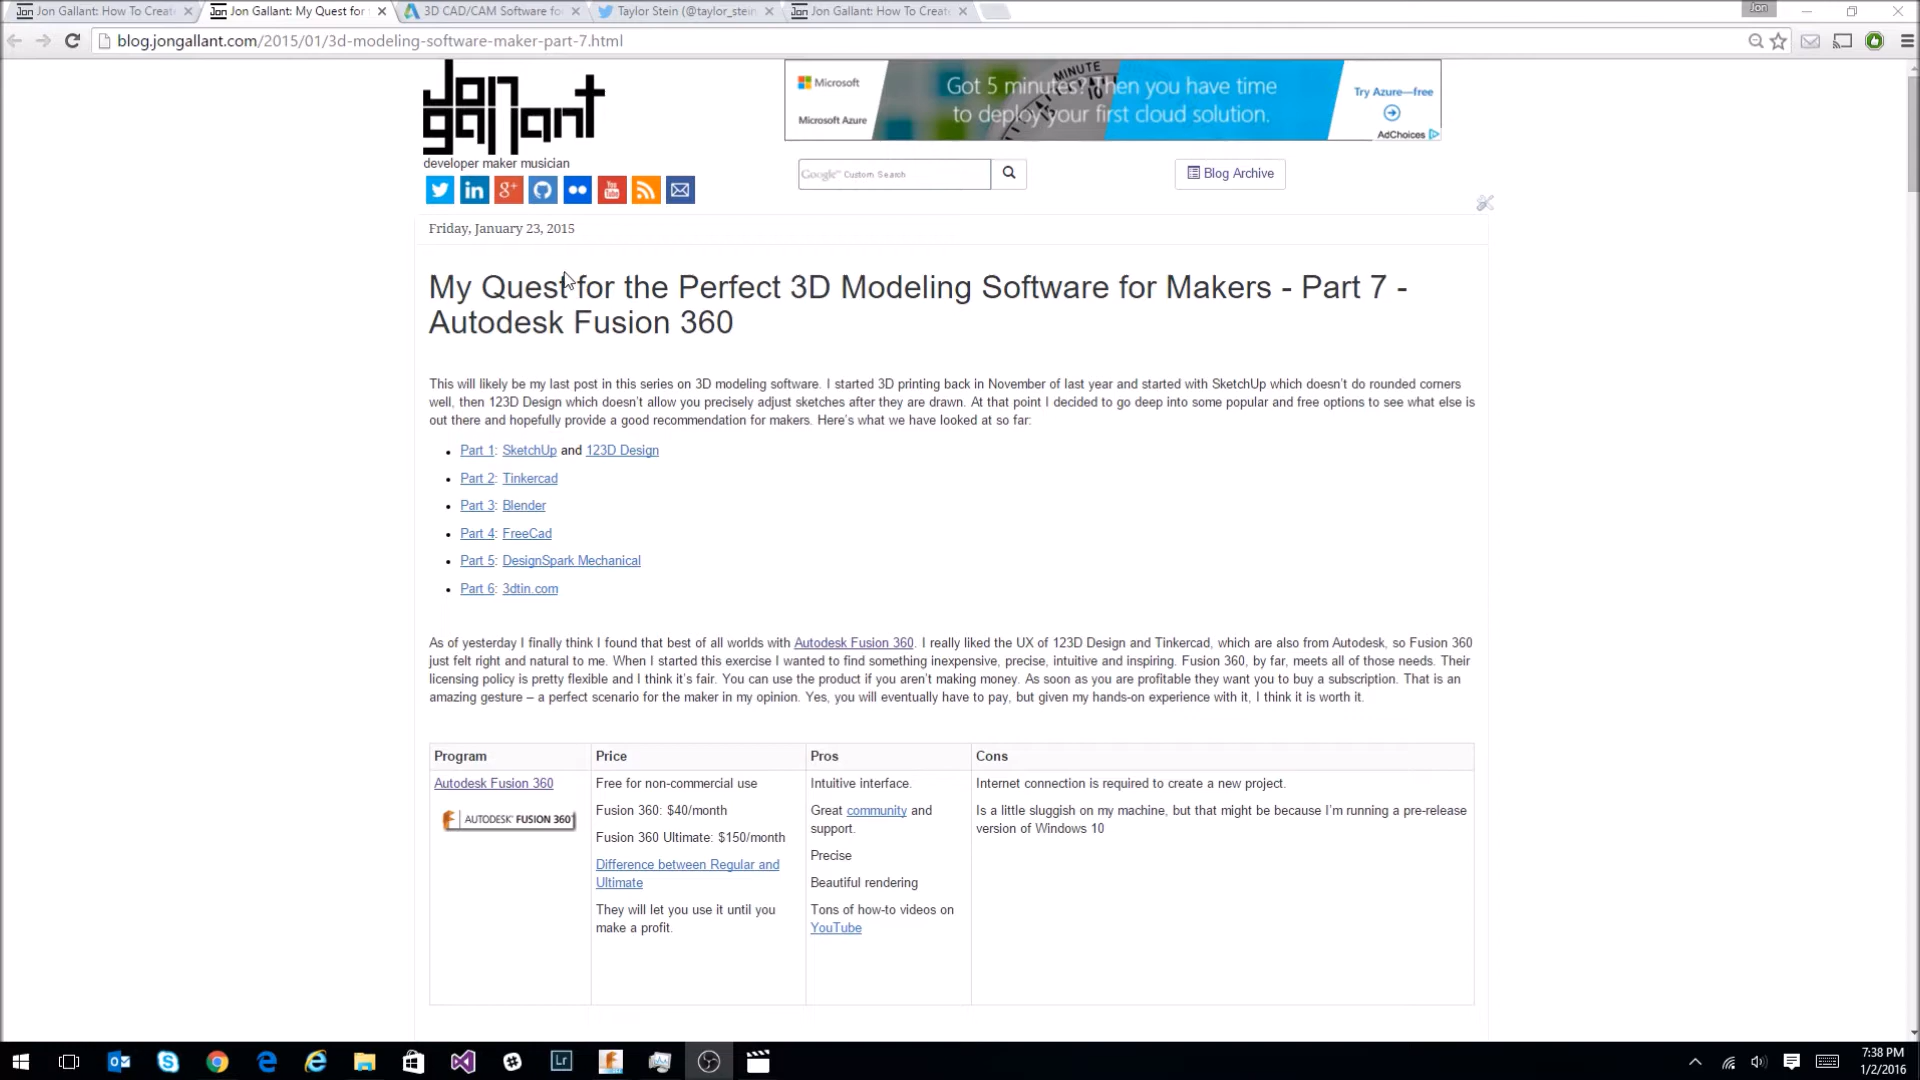 Jon Gallant: How To Create
Jon Gallant: My Quest for
3D CAD/CAM Software fo
Taylor Stein (@taylor_stein
Jon Gallant: How To Create
Jon
blog.jongallant.com/2015/01/3d-modeling-software-maker-part-7.html
jon gallant
developer maker musician
Microsoft
Microsoft Azure
Got 5 minutes? Then you have time
to deploy your first cloud solution.
MINUTE
10
Try Azure—free
AdChoices
Google™ Custom Search
Blog Archive
Friday, January 23, 2015
My Quest for the Perfect 3D Modeling Software for Makers - Part 7 -
Autodesk Fusion 360
This will likely be my last post in this series on 3D modeling software. I started 3D printing back in November of last year and started with SketchUp which doesn't do rounded corners
well, then 123D Design which doesn't allow you precisely adjust sketches after they are drawn. At that point I decided to go deep into some popular and free options to see what else is
out there and hopefully provide a good recommendation for makers. Here's what we have looked at so far:
• Part 1: SketchUp and 123D Design
• Part 2: Tinkercad
• Part 3: Blender
• Part 4: FreeCad
• Part 5: DesignSpark Mechanical
• Part 6: 3dtin.com
As of yesterday I finally think I found that best of all worlds with Autodesk Fusion 360. I really liked the UX of 123D Design and Tinkercad, which are also from Autodesk, so Fusion 360
just felt right and natural to me. When I started this exercise I wanted to find something inexpensive, precise, intuitive and inspiring. Fusion 360, by far, meets all of those needs. Their
licensing policy is pretty flexible and I think it's fair. You can use the product if you aren't making money. As soon as you are profitable they want you to buy a subscription. That is an
amazing gesture – a perfect scenario for the maker in my opinion. Yes, you will eventually have to pay, but given my hands-on experience with it, I think it is worth it.
Program Price Pros Cons
Autodesk Fusion 360
AUTODESK® FUSION 360™
Free for non-commercial use
Fusion 360: $40/month
Fusion 360 Ultimate: $150/month
Difference between Regular and
Ultimate
They will let you use it until you
make a profit.
Intuitive interface.
Great community and
support.
Precise
Beautiful rendering
Tons of how-to videos on
YouTube
Internet connection is required to create a new project.
Is a little sluggish on my machine, but that might be because I'm running a pre-release
version of Windows 10
Lr
7:38 PM
1/2/2016